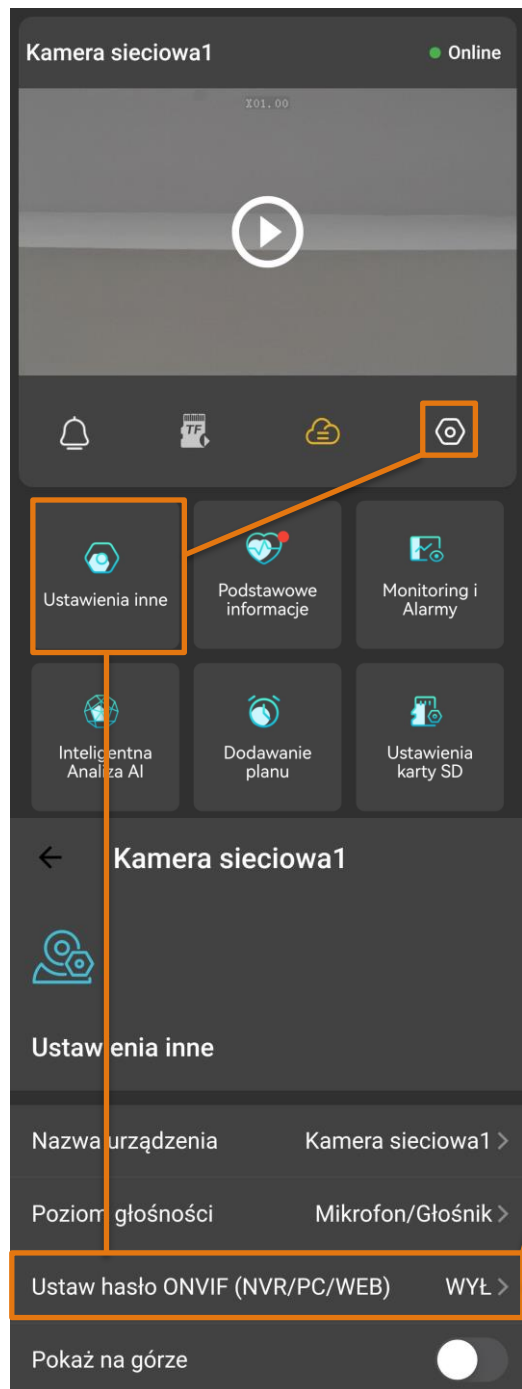 Kamera sieciowa1
Online
X01.00
TF
Ustawienia inne
Podstawowe
informacje
Monitoring i
Alarmy
Inteligentna
Analiza AI
Dodawanie
planu
Ustawienia
karty SD
Kamera sieciowa1
Ustawienia inne
Nazwa urządzenia Kamera sieciowa1
Poziom głośności Mikrofon/Głośnik
Ustaw hasło ONVIF (NVR/PC/WEB) WYŁ
Pokaż na górze